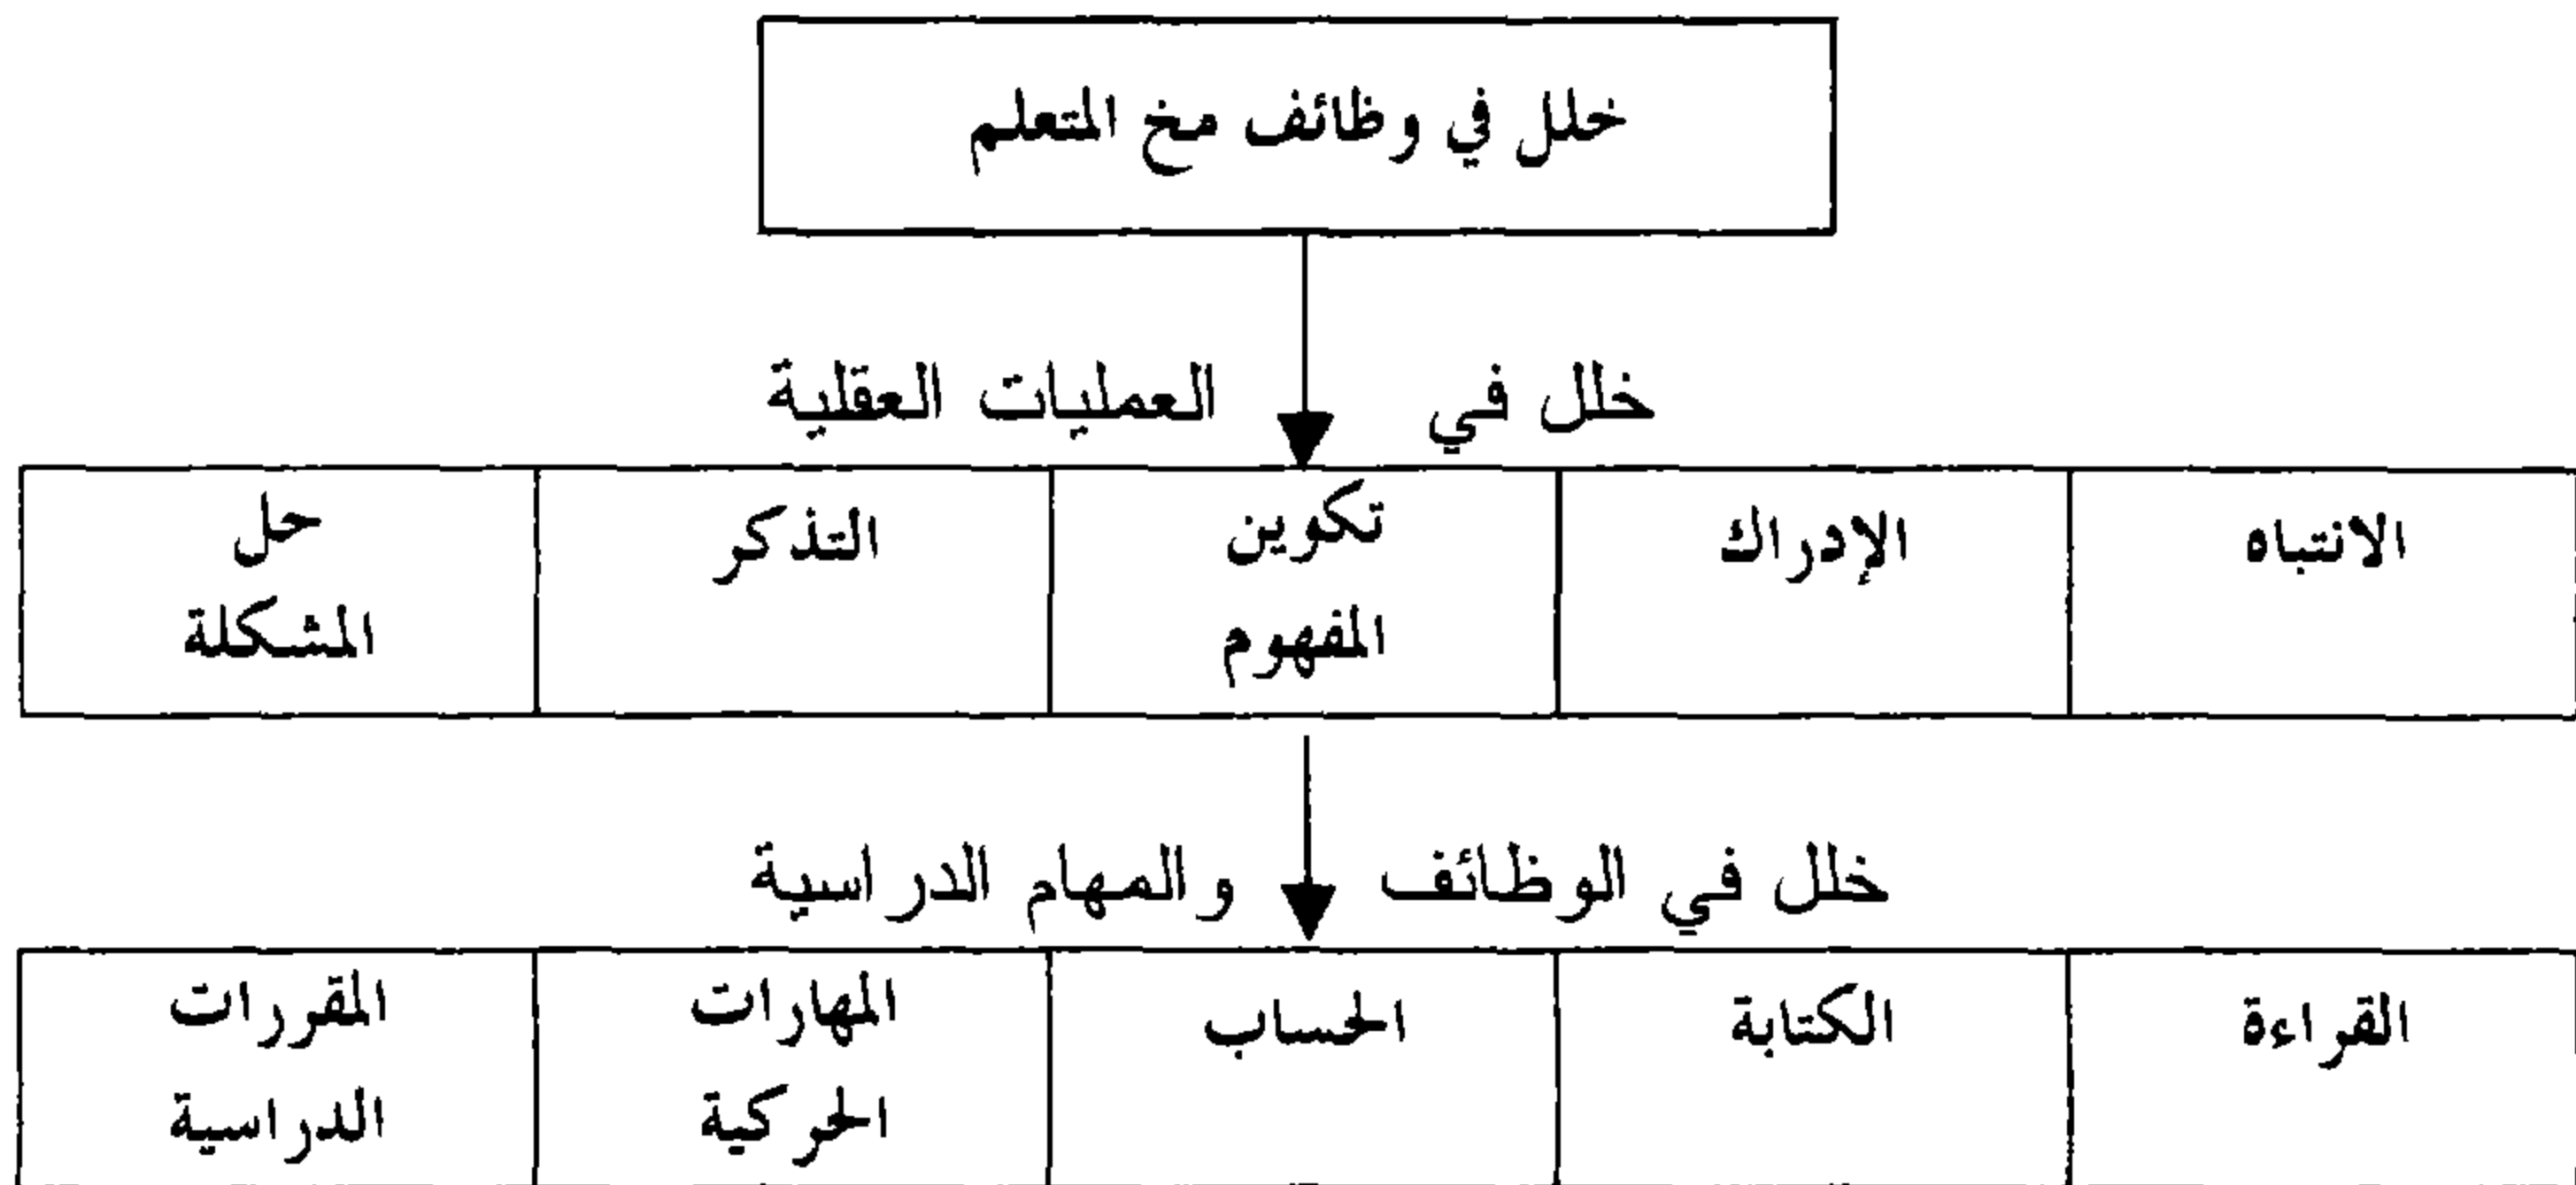 خلل في وظائف مخ المتعلم
خلل في العمليات العقلية
الانتباه
الإدراك
تكوين
المفهوم
التذكر
حل
المشكلة
خلل في الوظائف والمهام الدراسية
القراءة
الكتابة
الحساب
المهارات
الحركية
المقررات
الدراسية